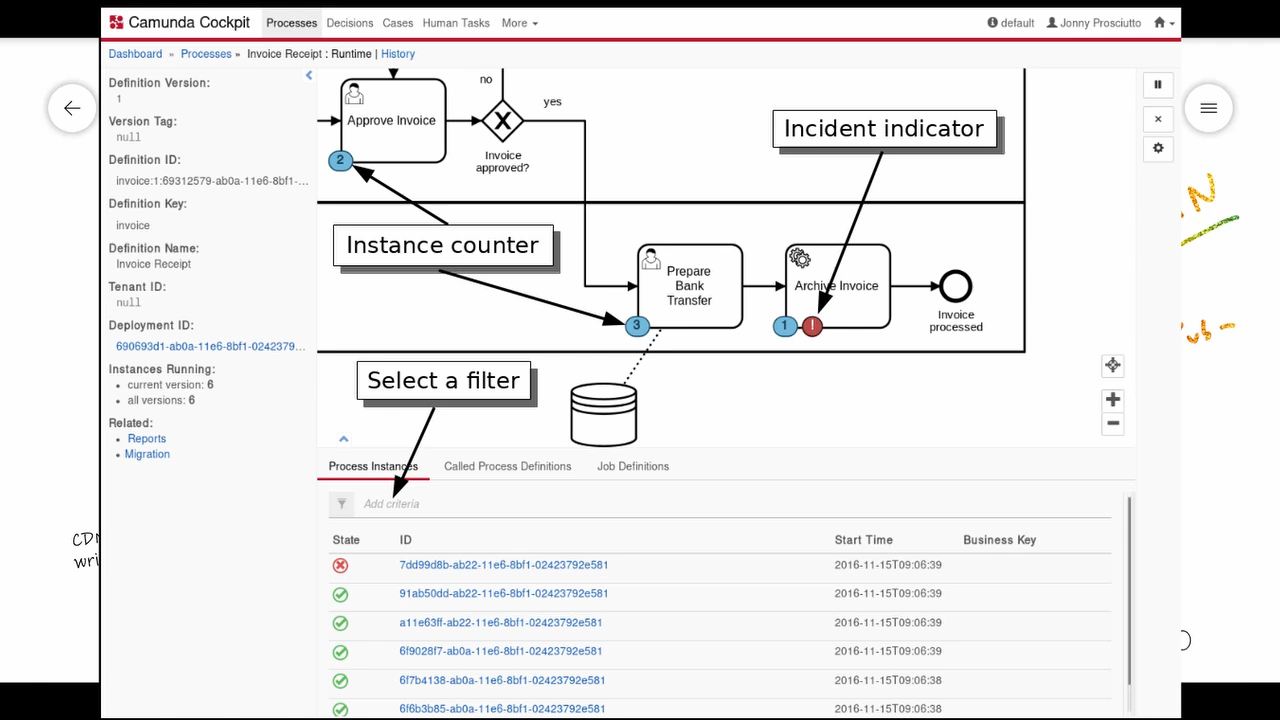 Camunda Cockpit Processes Decisions Cases Human Tasks More default Jonny Prosciutto
Dashboard » Processes » Invoice Receipt : Runtime | History
Definition Version:
1
Version Tag:
null
Definition ID:
invoice:1:69312579-ab0a-11e6-8bf1-...
Definition Key:
invoice
Definition Name:
Invoice Receipt
Tenant ID:
null
Deployment ID:
690693d1-ab0a-11e6-8bf1-0242379...
Instances Running:
current version: 6
all versions: 6
Related:
Reports
Migration
no
yes
Approve Invoice
X
Invoice
approved?
2
Incident indicator
Instance counter
Prepare
Bank
Transfer
3
Archive Invoice
1 !
Invoice
processed
Select a filter
Process Instances Called Process Definitions Job Definitions
Add criteria
State ID Start Time Business Key
7dd99d8b-ab22-11e6-8bf1-02423792e581 2016-11-15T09:06:39
91ab50dd-ab22-11e6-8bf1-02423792e581 2016-11-15T09:06:39
a11e63ff-ab22-11e6-8bf1-02423792e581 2016-11-15T09:06:39
6f9028f7-ab0a-11e6-8bf1-02423792e581 2016-11-15T09:06:39
6f7b4138-ab0a-11e6-8bf1-02423792e581 2016-11-15T09:06:38
6f6b3b85-ab0a-11e6-8bf1-02423792e581 2016-11-15T09:06:38